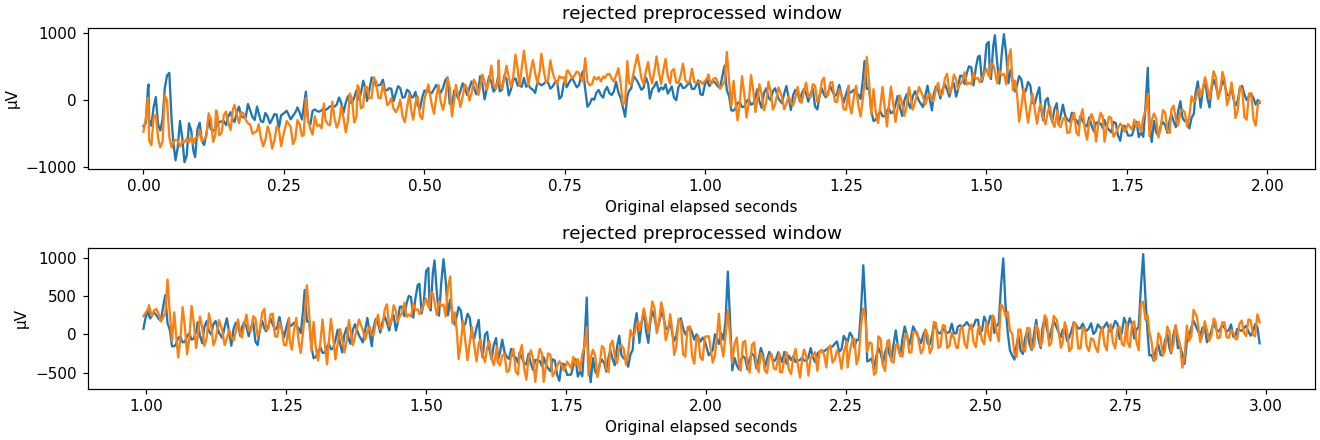 rejected preprocessed window
1000
0
−1000
µV
0.00 0.25 0.50 0.75 1.00 1.25 1.50 1.75 2.00
Original elapsed seconds
rejected preprocessed window
1000
500
0
−500
µV
1.00 1.25 1.50 1.75 2.00 2.25 2.50 2.75 3.00
Original elapsed seconds